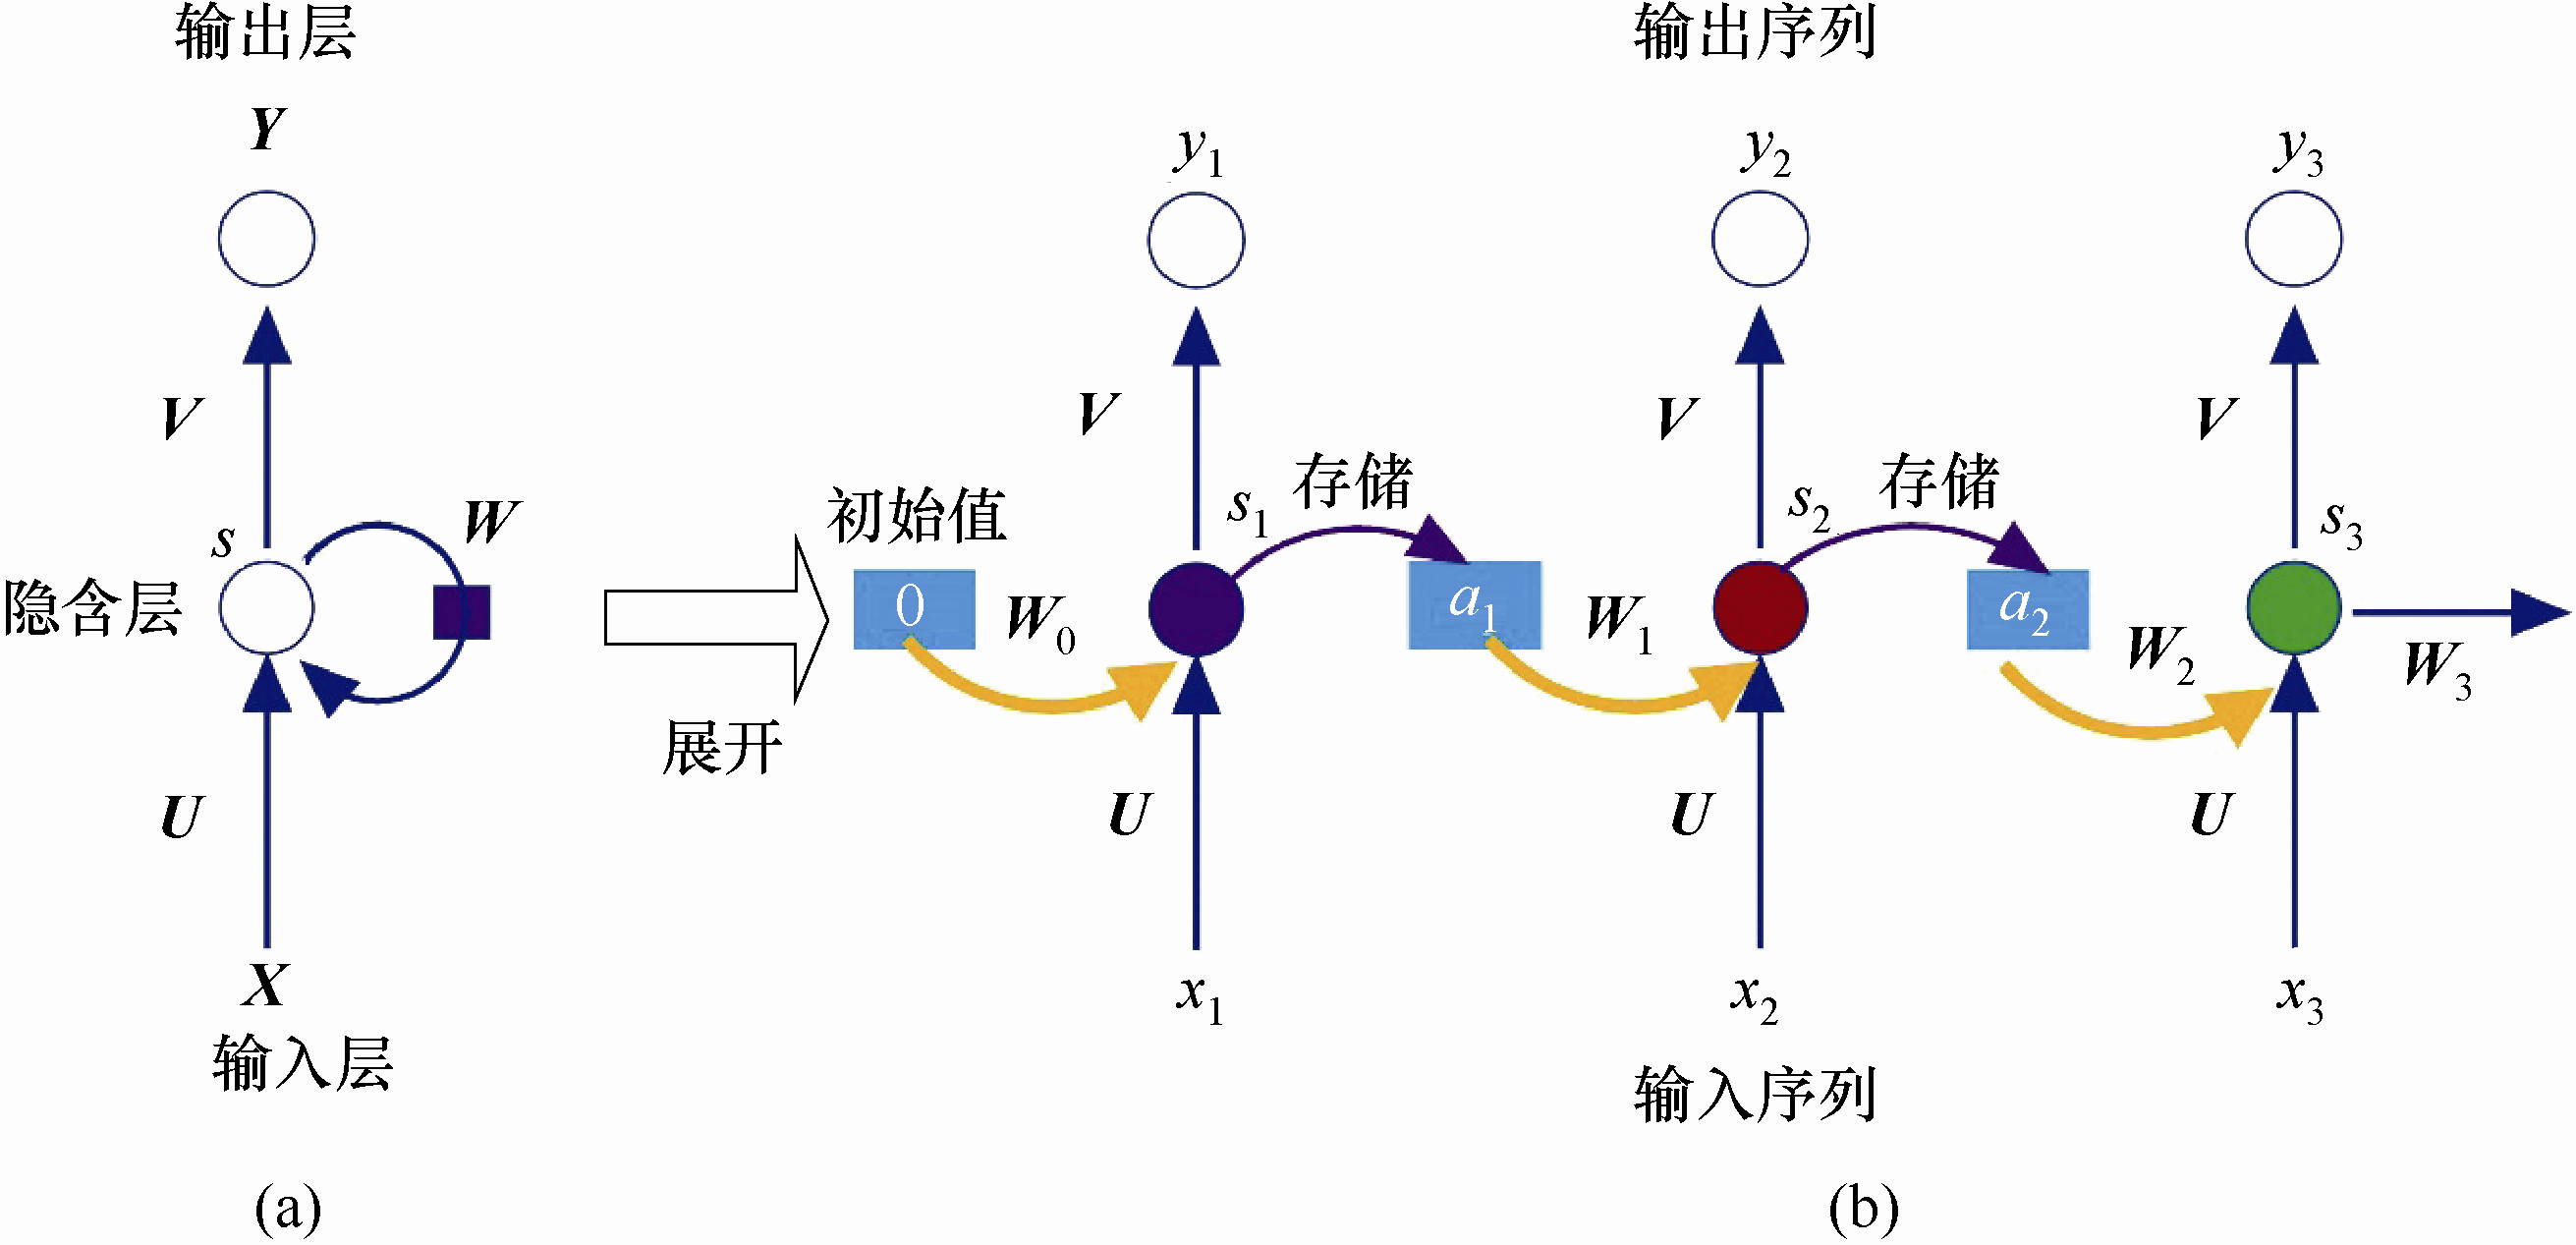 输出层
Y
V
s
W
隐含层
U
X
输入层
(a)
展开
输出序列
y1 y2 y3
V V V
初始值 s1 存储 s2 存储 s3
0 W0 a1 W1 a2 W2 W3
U U U
x1 x2 x3
输入序列
(b)